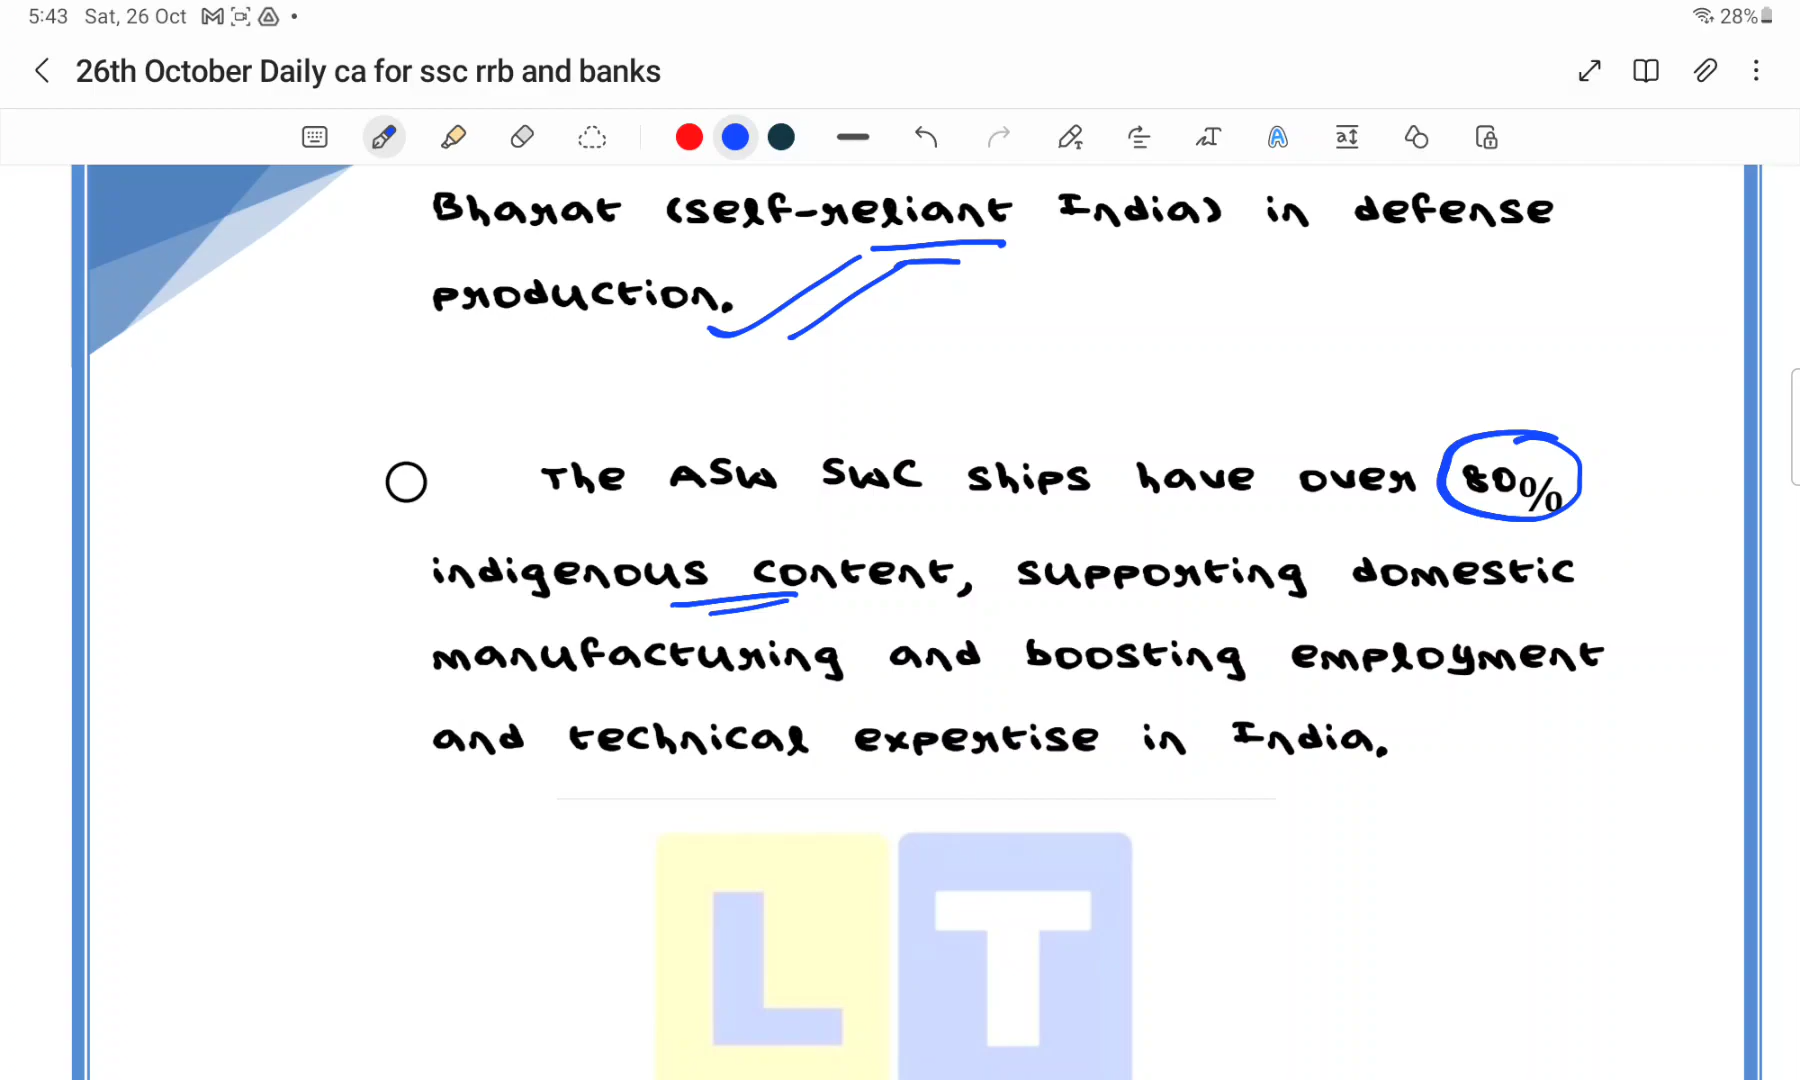 5:43 Sat, 26 Oct
28%
26th October Daily ca for ssc rrb and banks
Bharat (self-reliant India) in defense
production.
The ASW SWC ships have over 80%
indigenous content, supporting domestic
manufacturing and boosting employment
and technical expertise in India.
L T